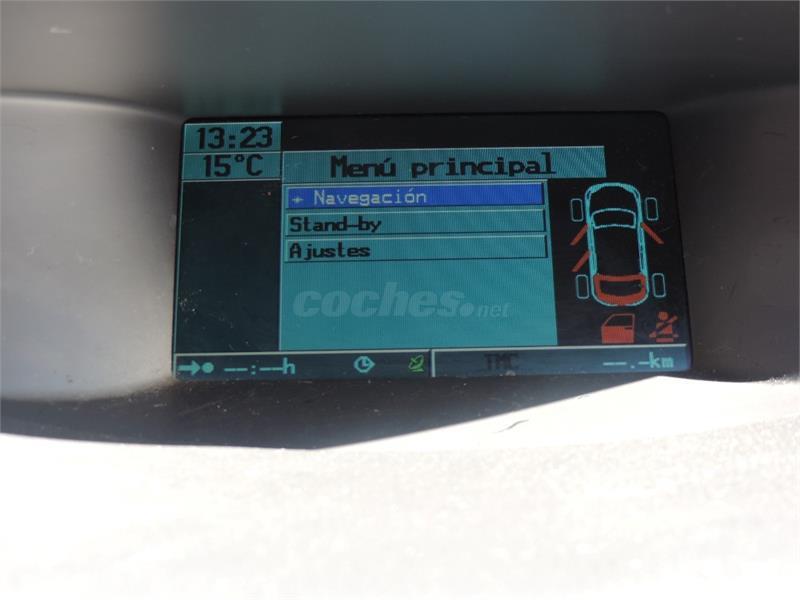 13:23
15°C
Menú principal
Navegación
Stand-by
Ajustes
coches.net
--:--h
TMC
--.-km